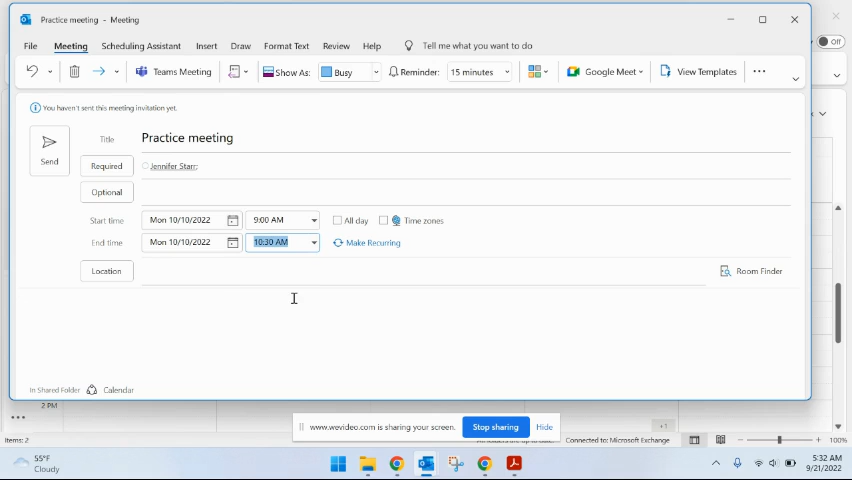 Practice meeting - Meeting
Off
File Meeting Scheduling Assistant Insert Draw Format Text Review Help Tell me what you want to do
Teams Meeting Show As: Busy Reminder: 15 minutes Google Meet View Templates
You haven't sent this meeting invitation yet.
Send
Title Practice meeting
Required Jennifer Starr;
Optional
Start time Mon 10/10/2022 9:00 AM All day Time zones
End time Mon 10/10/2022 10:30 AM Make Recurring
Location Room Finder
In Shared Folder Calendar
2 PM
+1
www.wevideo.com is sharing your screen. Stop sharing Hide
Items: 2 Connected to: Microsoft Exchange 100%
55°F
Cloudy
5:32 AM
9/21/2022